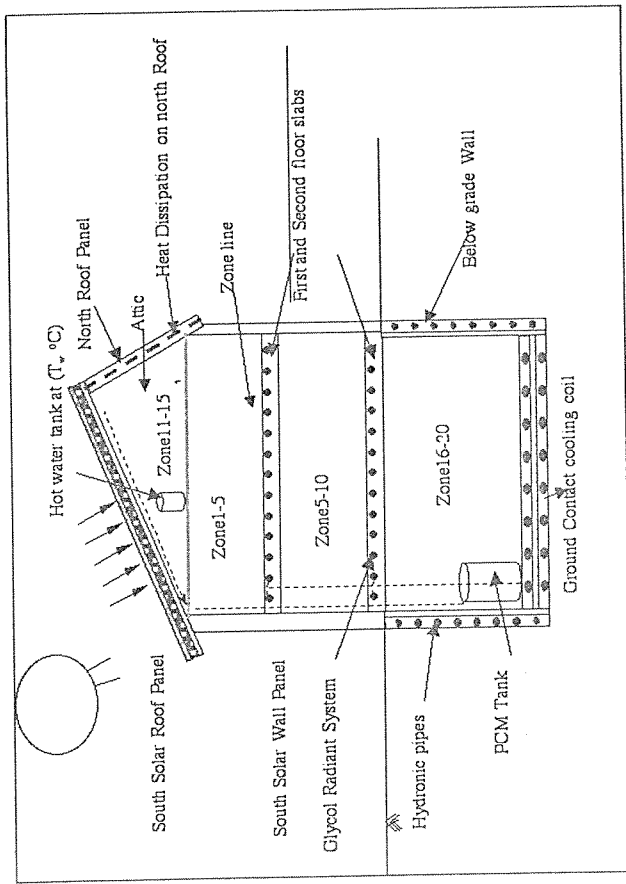 Hot water tank at (Tw, °C)
North Roof Panel
Heat Dissipation on north Roof
Attic
Zone line
First and Second floor slabs
Below grade Wall
Zone11-15
Zone1-5
Zone5-10
Zone16-20
South Solar Roof Panel
South Solar Wall Panel
Glycol Radiant System
Hydronic pipes
PCM Tank
Ground Contact cooling coil